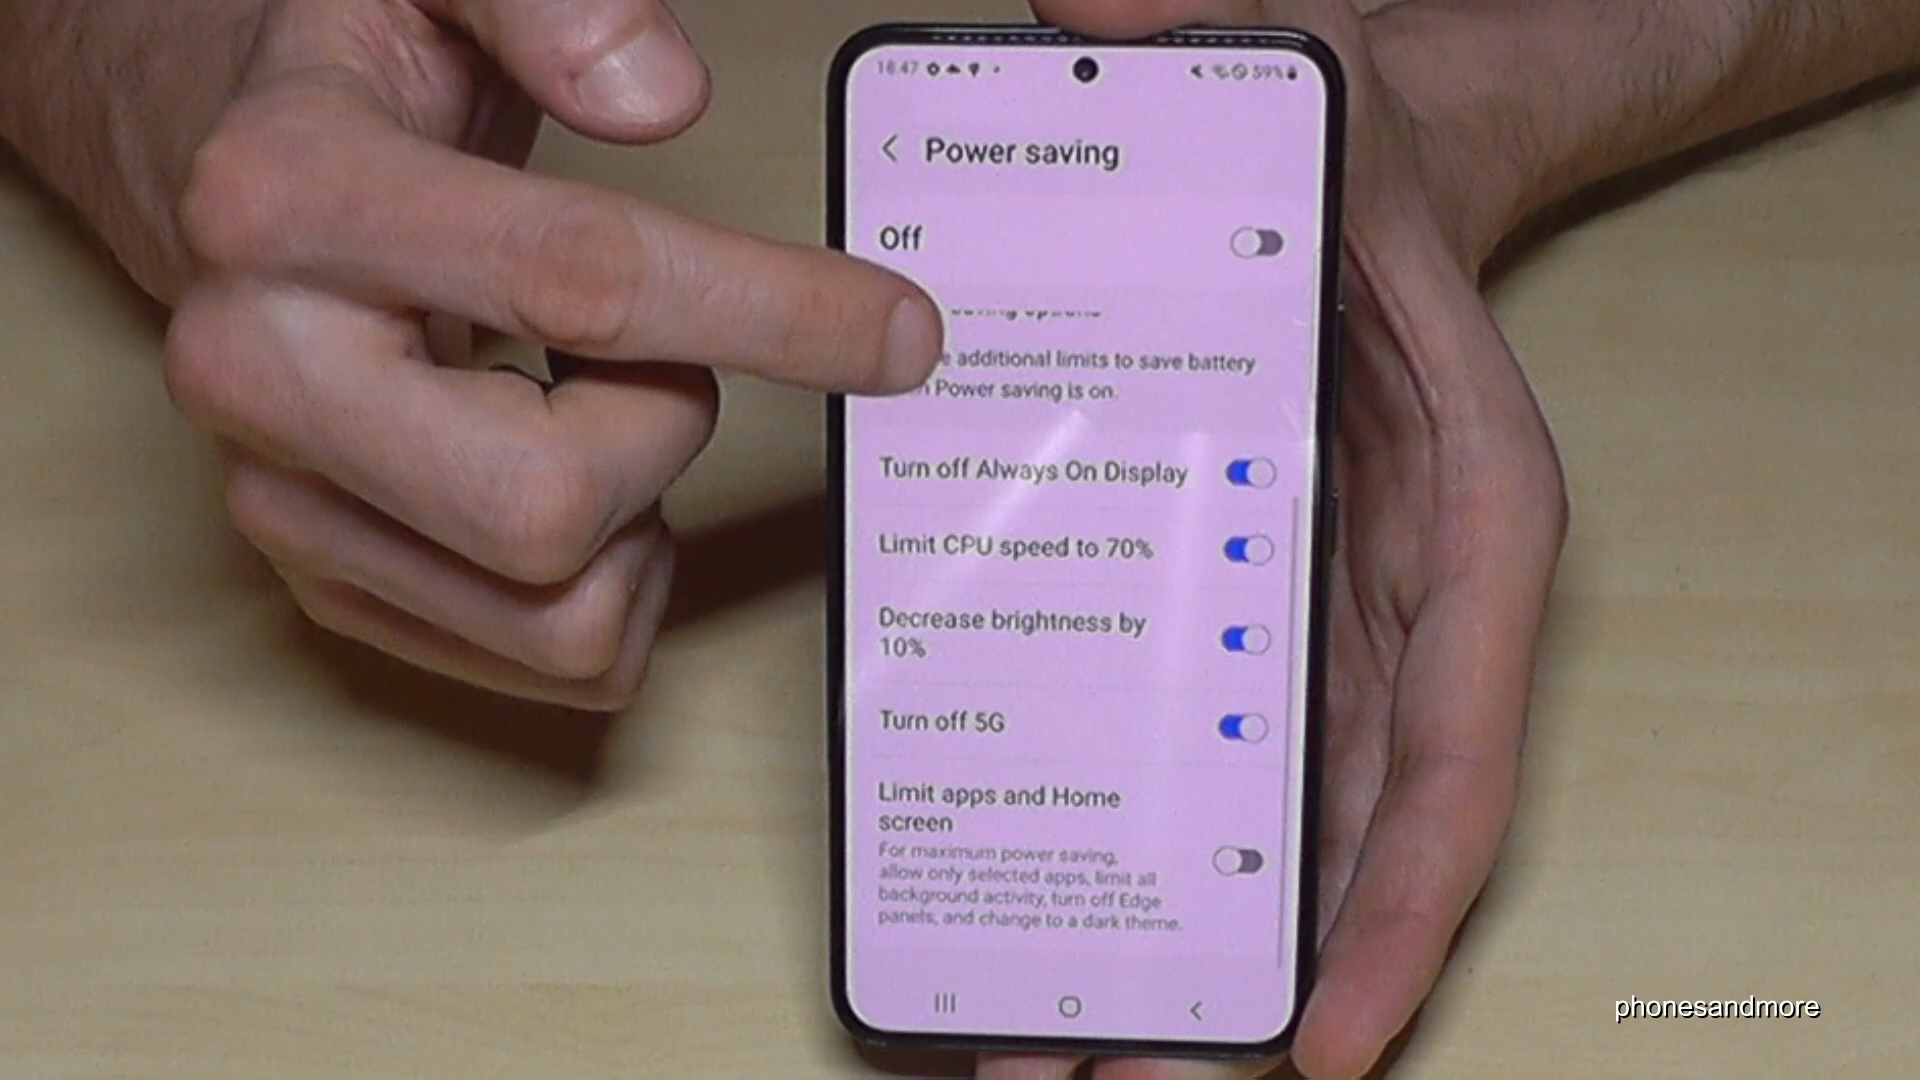 18:47 59%
Power saving
Off
additional limits to save battery
Power saving is on.
Turn off Always On Display
Limit CPU speed to 70%
Decrease brightness by
10%
Turn off 5G
Limit apps and Home
screen
For maximum power saving,
allow only selected apps, limit all
background activity, turn off Edge
panels, and change to a dark theme.
phonesandmore